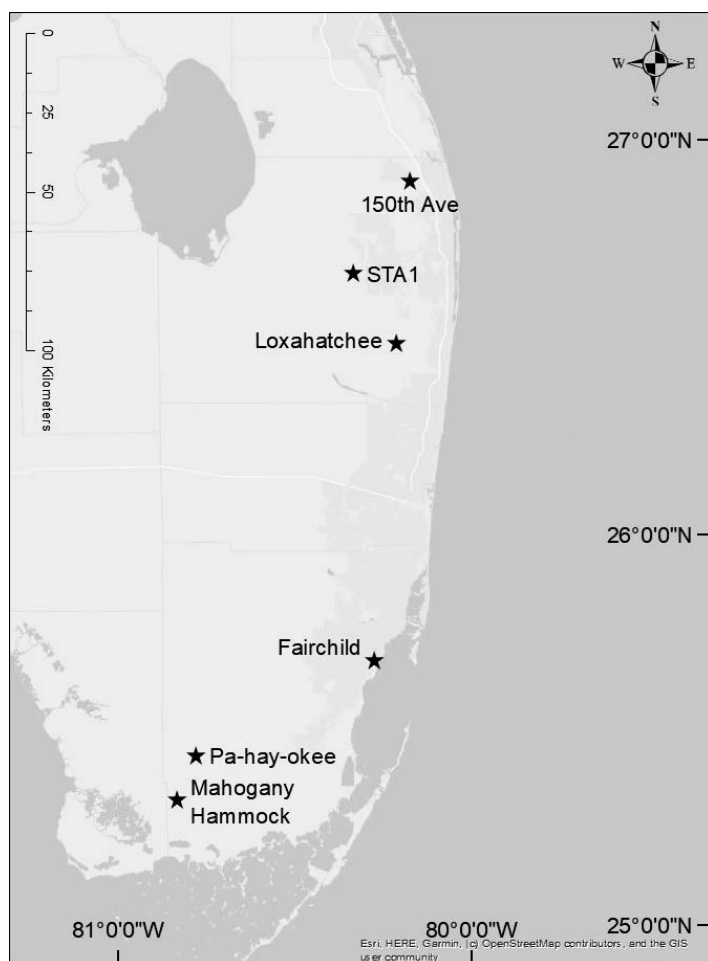 0
25
50
100 Kilometers
N
W E
S
27°0'0"N
150th Ave
STA1
Loxahatchee
26°0'0"N
Fairchild
Pa-hay-okee
Mahogany
Hammock
81°0'0"W
80°0'0"W
25°0'0"N
Esri, HERE, Garmin, (c) OpenStreetMap contributors, and the GIS
user community